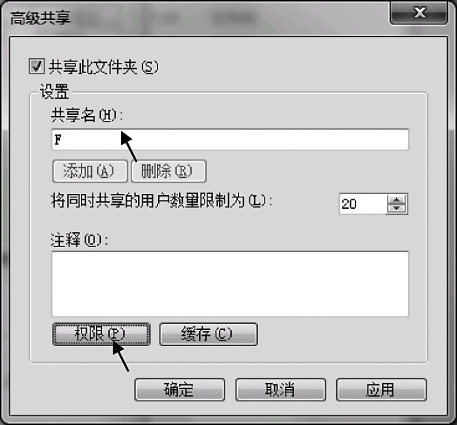 高级共享
共享此文件夹(S)
设置
共享名(H):
F
添加(A) 删除(R)
将同时共享的用户数量限制为(L): 20
注释(O):
权限(P) 缓存(C)
确定 取消 应用